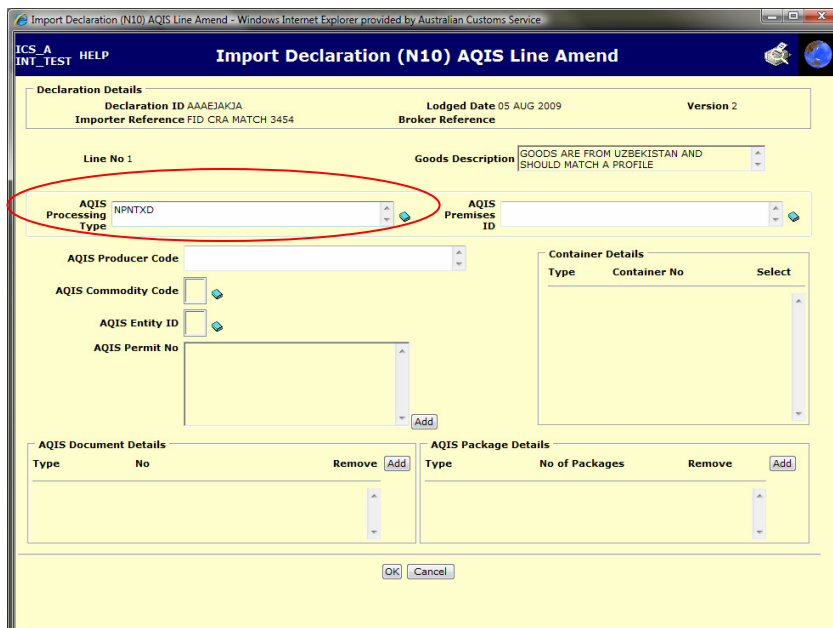 Import Declaration (N10) AQIS Line Amend - Windows Internet Explorer provided by Australian Customs Service
ICS_A
INT_TEST HELP Import Declaration (N10) AQIS Line Amend
Declaration Details
Declaration ID AAAEJAKJA Lodged Date 05 AUG 2009 Version 2
Importer Reference FID CRA MATCH 3454 Broker Reference
Line No 1 Goods Description GOODS ARE FROM UZBEKISTAN AND
SHOULD MATCH A PROFILE
AQIS
Processing
Type NPNTXD AQIS
Premises
ID
AQIS Producer Code
Container Details
Type Container No Select
AQIS Commodity Code
AQIS Entity ID
AQIS Permit No
Add
AQIS Document Details
Type No Remove Add
AQIS Package Details
Type No of Packages Remove Add
OK Cancel